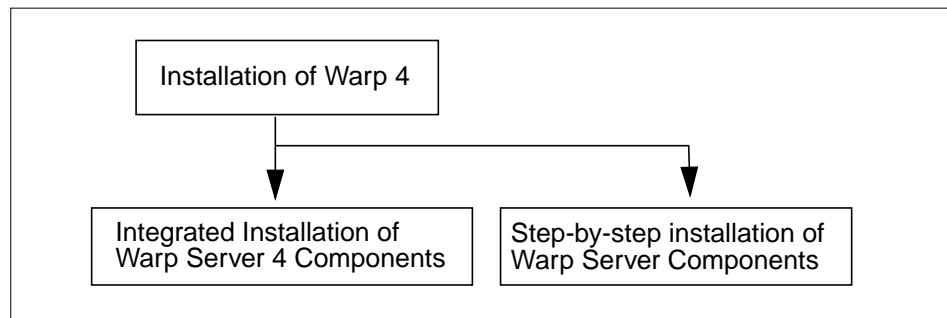 Installation of Warp 4
Integrated Installation of
Warp Server 4 Components
Step-by-step installation of
Warp Server Components